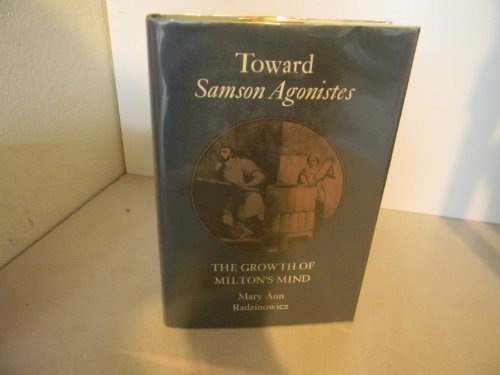 Toward
Samson Agonistes
THE GROWTH OF
MILTON'S MIND
Mary Ann
Radzinowicz